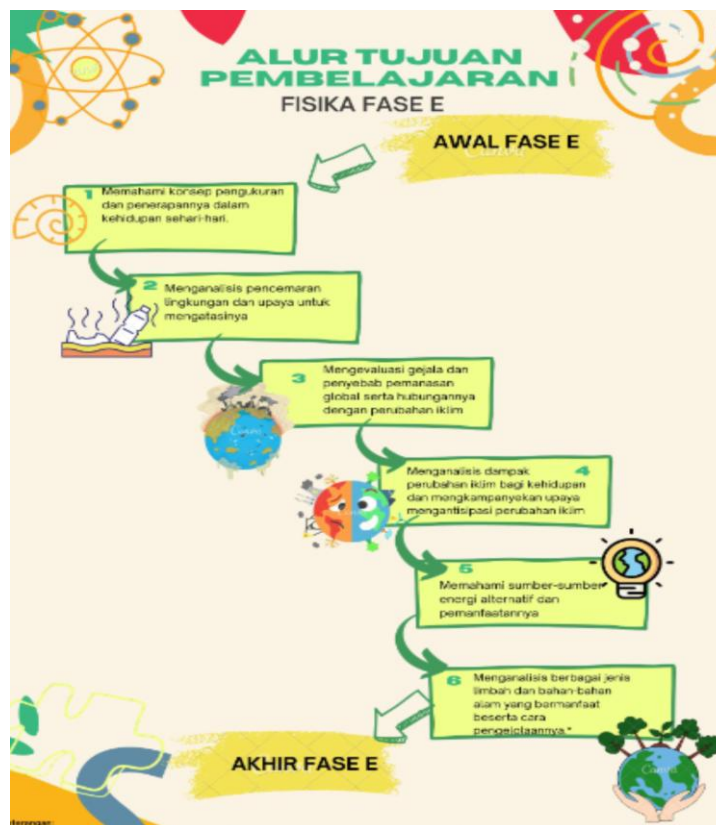 ALUR TUJUAN
PEMBELAJARAN
FISIKA FASE E
AWAL FASE E
1 Memahami konsep pengukuran
dan penerapannya dalam
kehidupan sehari-hari.
2 Menganalisis pencemaran
lingkungan dan upaya untuk
mengatasinya
3 Mengevaluasi gejala dan
penyebab pemanasan
global serta hubungannya
dengan perubahan iklim
Menganalisis dampak 4
perubahan iklim bagi kehidupan
dan mengkampanyekan upaya
mengantisipasi perubahan iklim
5
Memahami sumber-sumber
energi alternatif dan
pemanfaatannya
6 Menganalisis berbagai jenis
limbah dan bahan-bahan
alam yang bermanfaat
beserta cara
pengelolaannya."
AKHIR FASE E
Canva